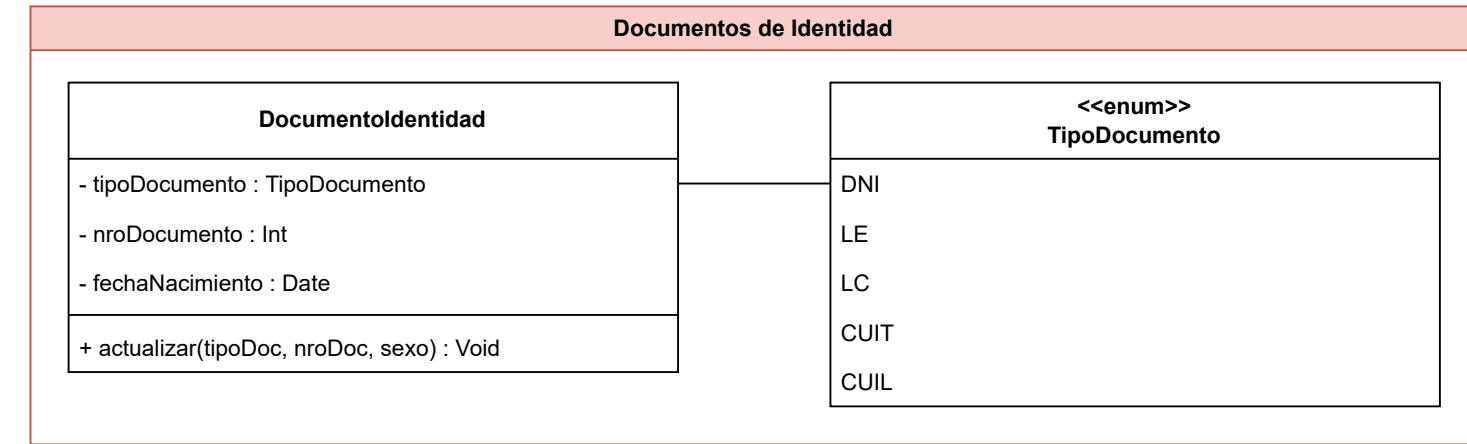 Documentos de Identidad
DocumentoIdentidad
- tipoDocumento : TipoDocumento
- nroDocumento : Int
- fechaNacimiento : Date
+ actualizar(tipoDoc, nroDoc, sexo) : Void
<<enum>>
TipoDocumento
DNI
LE
LC
CUIT
CUIL